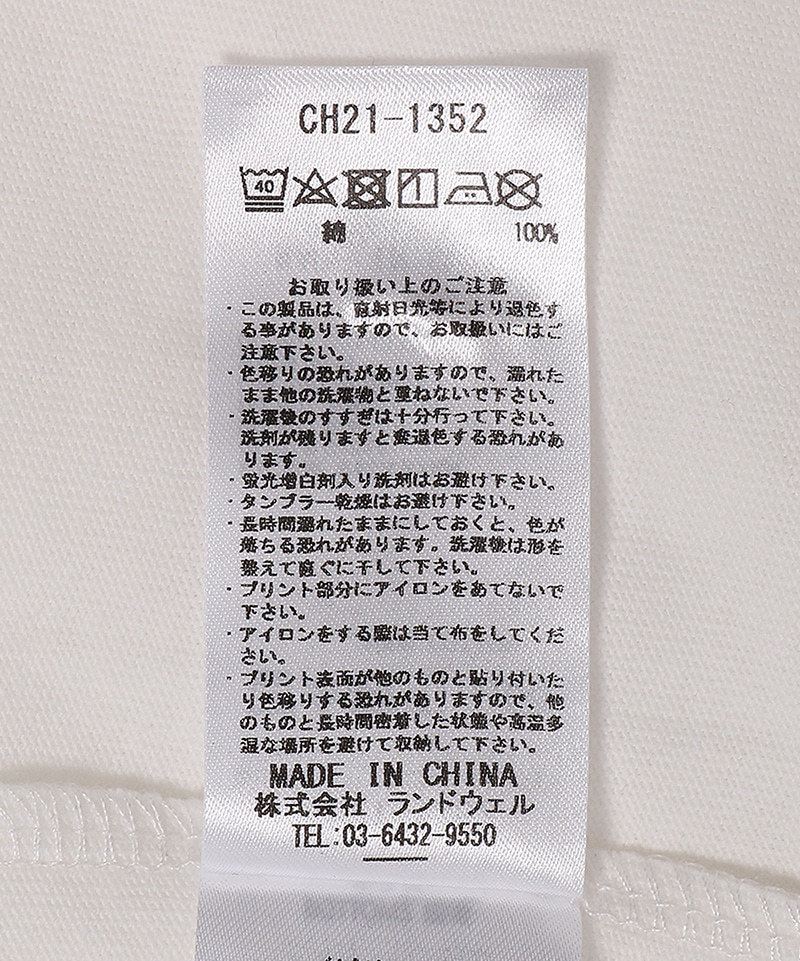 CH21-1352
40
綿 100%
お取り扱い上のご注意
・この製品は、直射日光等により退色す
る事がありますので、お取扱いにはご
注意下さい。
・色移りの恐れがありますので、濡れた
まま他の洗濯物と重ねないで下さい。
・洗濯後のすすぎは十分行って下さい。
洗剤が残りますと変退色する恐れがあ
ります。
・蛍光増白剤入り洗剤はお避け下さい。
・タンブラー乾燥はお避け下さい。
・長時間濡れたままにしておくと、色が
落ちる恐れがあります。洗濯後は形を
整えて直ぐに干して下さい。
・プリント部分にアイロンをあてないで
下さい。
・アイロンをする際は当て布をしてくだ
さい。
・プリント表面が他のものと貼り付いた
り色移りする恐れがありますので、他
のものと長時間密着した状態や高温多
湿な場所を避けて収納して下さい。
MADE IN CHINA
株式会社 ランドウェル
TEL:03-6432-9550